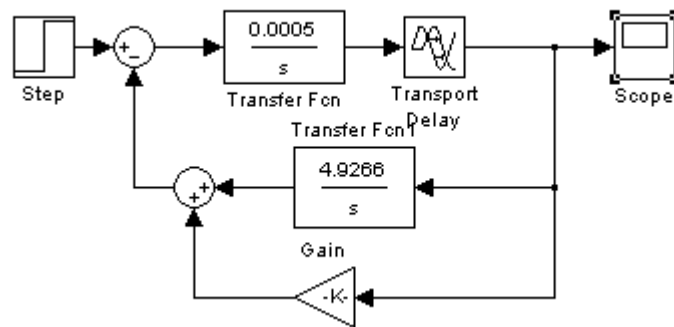 0.0005
s
Step
Transfer Fcn
Transport
Delay
Scope
Transfer Fcn1
4.9266
s
Gain
-K-